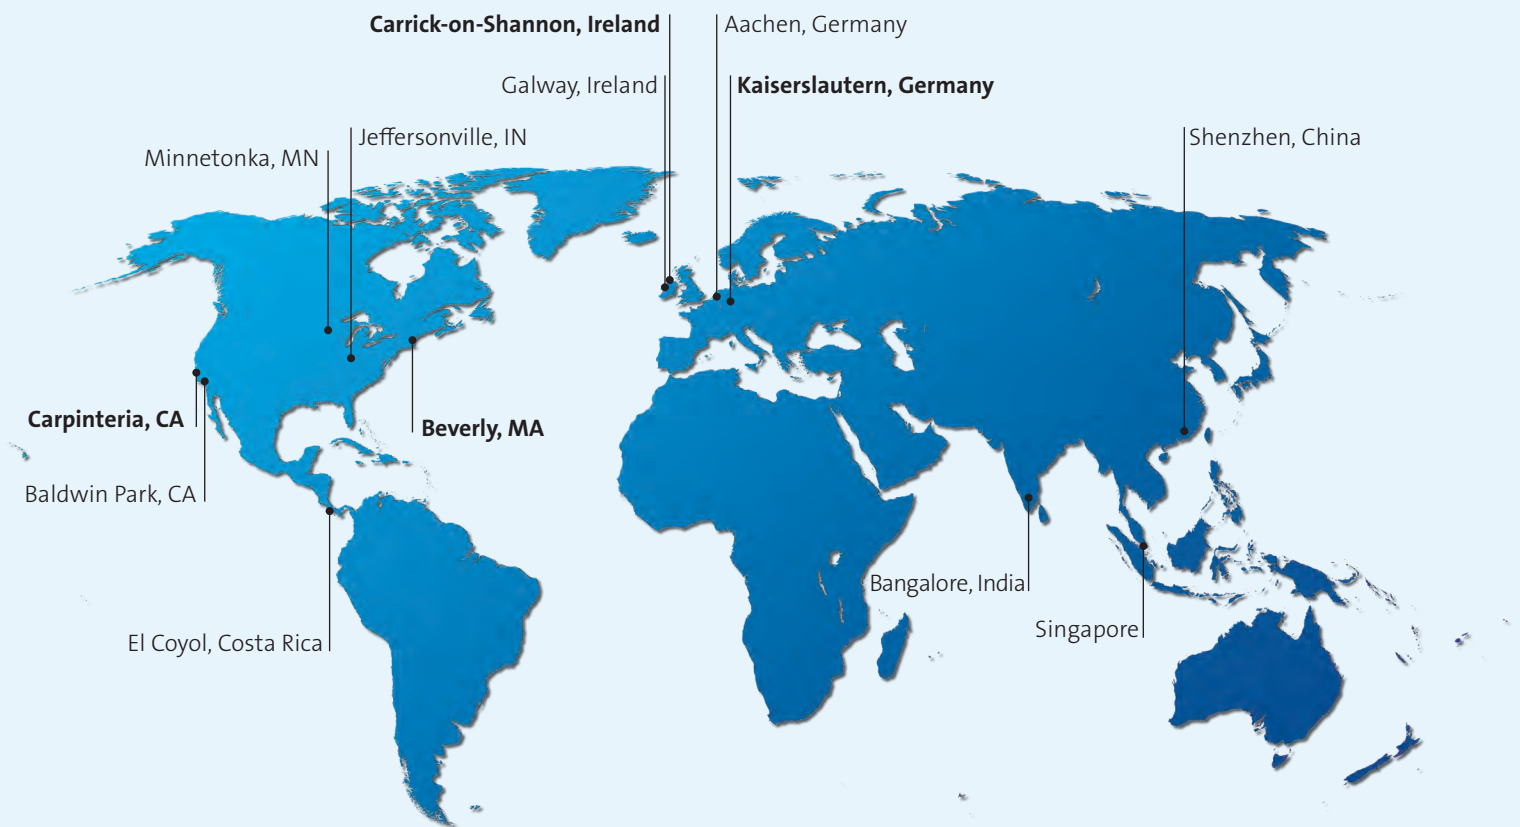 Carrick-on-Shannon, Ireland
Aachen, Germany
Galway, Ireland
Kaiserslautern, Germany
Jeffersonville, IN
Shenzhen, China
Minnetonka, MN
Carpinteria, CA
Beverly, MA
Baldwin Park, CA
Bangalore, India
Singapore
El Coyol, Costa Rica